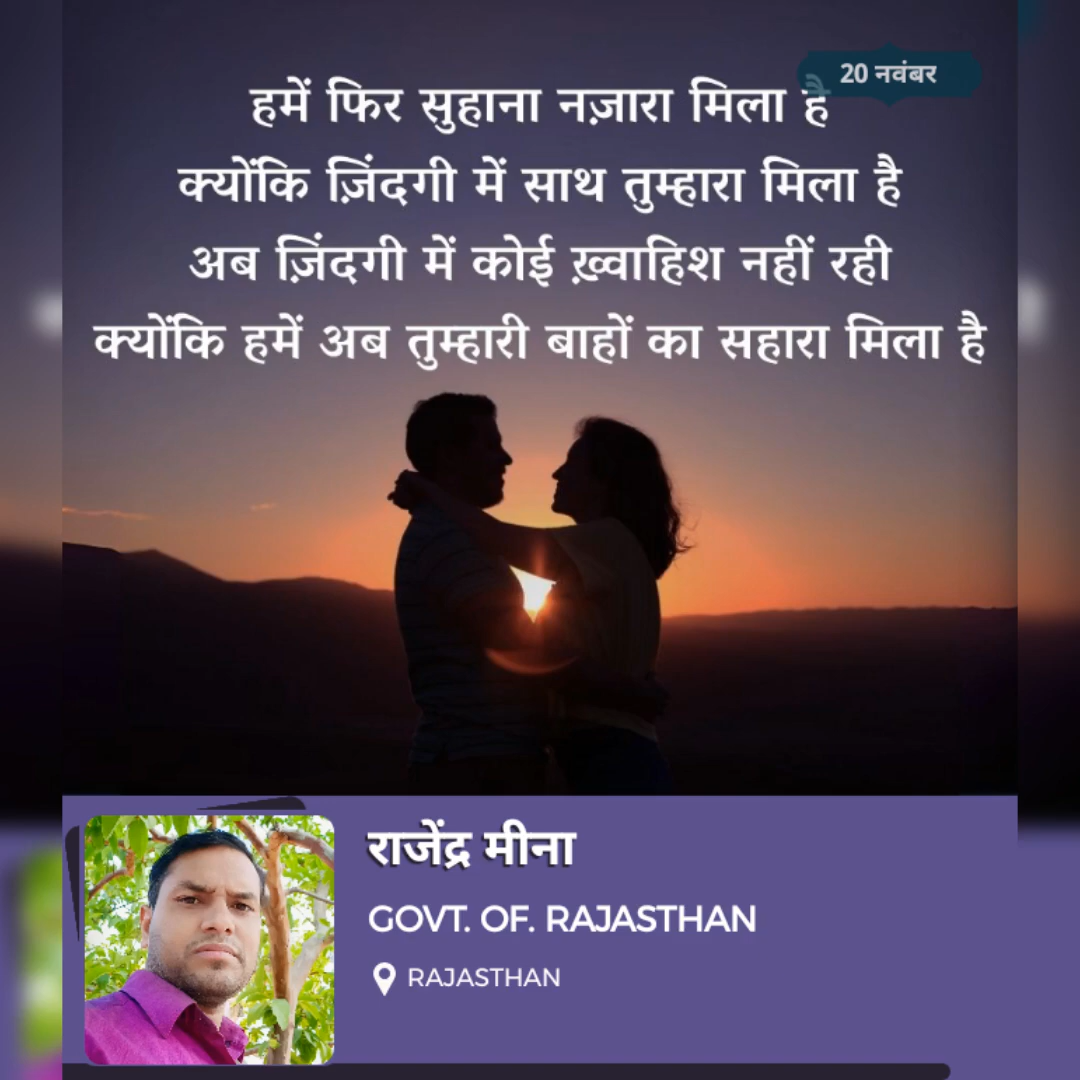 20 नवंबर
हमें फिर सुहाना नज़ारा मिला है
क्योंकि ज़िंदगी में साथ तुम्हारा मिला है
अब ज़िंदगी में कोई ख़्वाहिश नहीं रही
क्योंकि हमें अब तुम्हारी बाहों का सहारा मिला है
राजेंद्र मीना
GOVT. OF. RAJASTHAN
RAJASTHAN